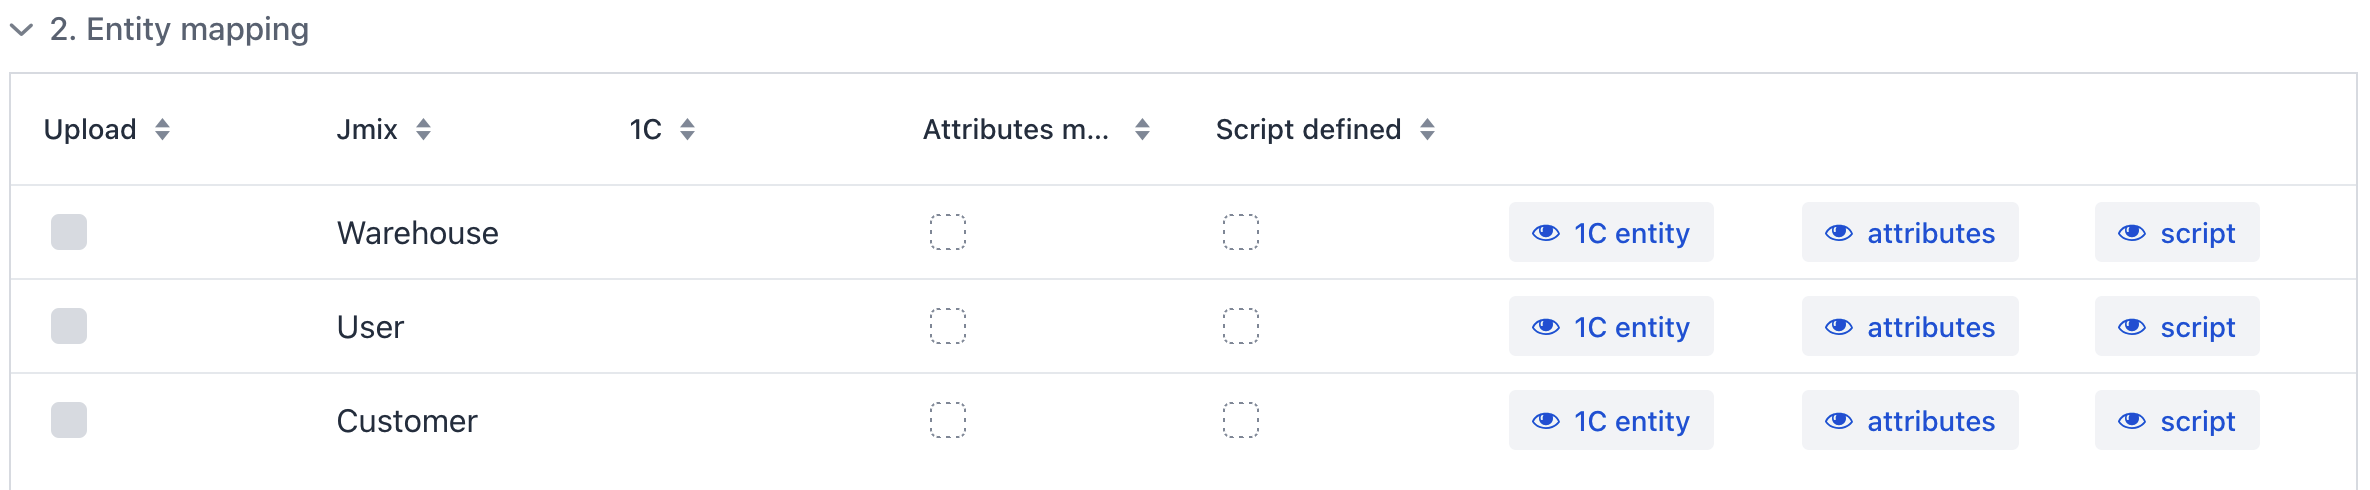 2. Entity mapping
Upload Jmix 1C Attributes m... Script defined
Warehouse 1C entity attributes script
User 1C entity attributes script
Customer 1C entity attributes script